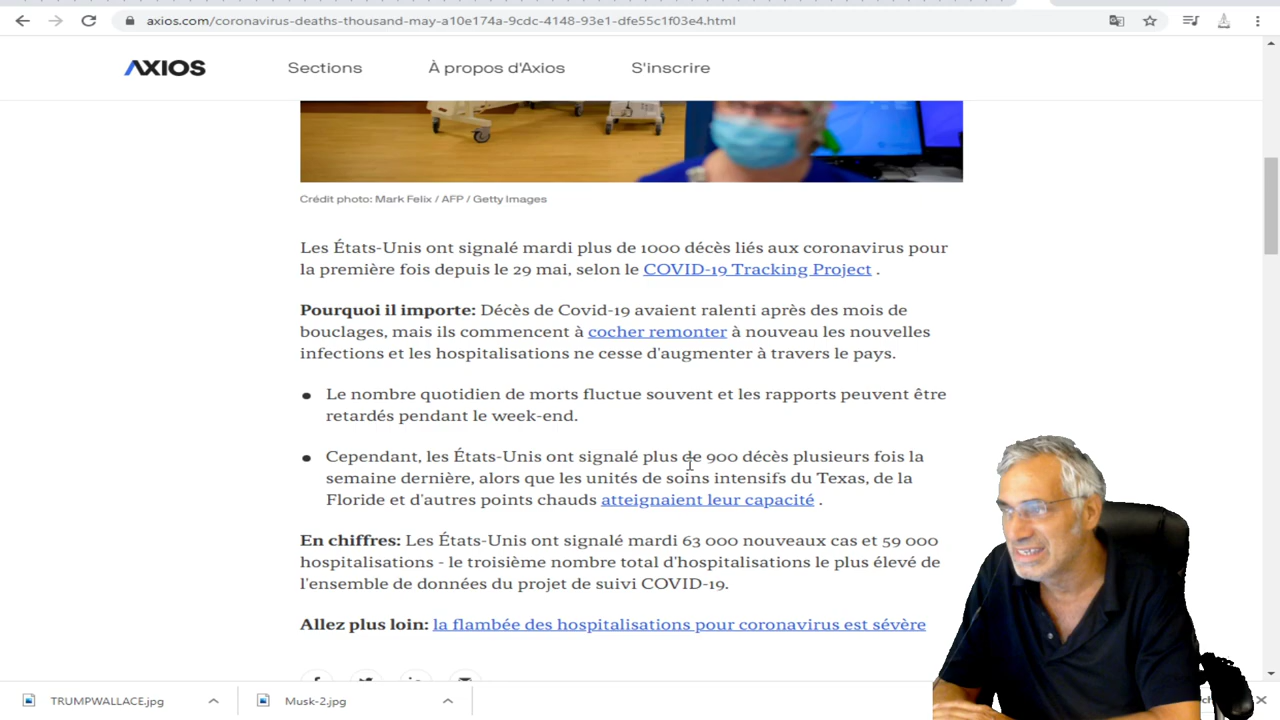 axios.com/coronavirus-deaths-thousand-may-a10e174a-9cdc-4148-93e1-dfe55c1f03e4.html
AXIOS
Sections
À propos d'Axios
S'inscrire
Crédit photo: Mark Felix / AFP / Getty Images
Les États-Unis ont signalé mardi plus de 1000 décès liés aux coronavirus pour
la première fois depuis le 29 mai, selon le COVID-19 Tracking Project .
Pourquoi il importe: Décès de Covid-19 avaient ralenti après des mois de
bouclages, mais ils commencent à cocher remonter à nouveau les nouvelles
infections et les hospitalisations ne cesse d'augmenter à travers le pays.
● Le nombre quotidien de morts fluctue souvent et les rapports peuvent être
retardés pendant le week-end.
● Cependant, les États-Unis ont signalé plus de 900 décès plusieurs fois la
semaine dernière, alors que les unités de soins intensifs du Texas, de la
Floride et d'autres points chauds atteignaient leur capacité .
En chiffres: Les États-Unis ont signalé mardi 63 000 nouveaux cas et 59 000
hospitalisations - le troisième nombre total d'hospitalisations le plus élevé de
l'ensemble de données du projet de suivi COVID-19.
Allez plus loin: la flambée des hospitalisations pour coronavirus est sévère
TRUMPWALLACE.jpg
Musk-2.jpg